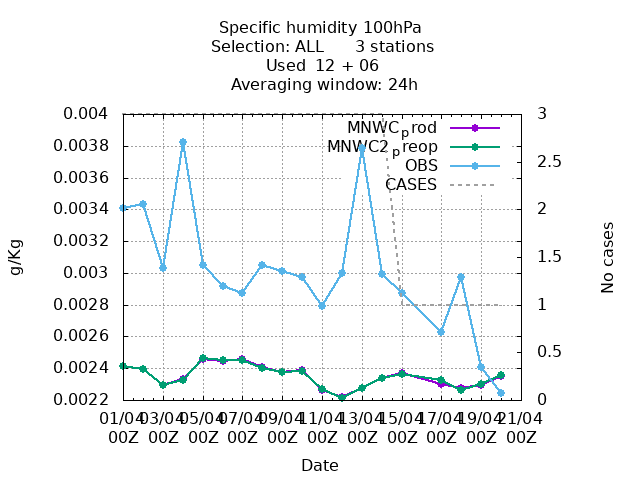 Specific humidity 100hPa
Selection: ALL 3 stations
Used 12 + 06
Averaging window: 24h
MNWC_prod
MNWC2_preop
OBS
CASES
0.004
0.0038
0.0036
0.0034
0.0032
0.003
0.0028
0.0026
0.0024
0.0022
3
2.5
2
1.5
1
0.5
0
g/Kg
No cases
01/04 03/04 05/04 07/04 09/04 11/04 13/04 15/04 17/04 19/04 21/04
00Z 00Z 00Z 00Z 00Z 00Z 00Z 00Z 00Z 00Z 00Z
Date